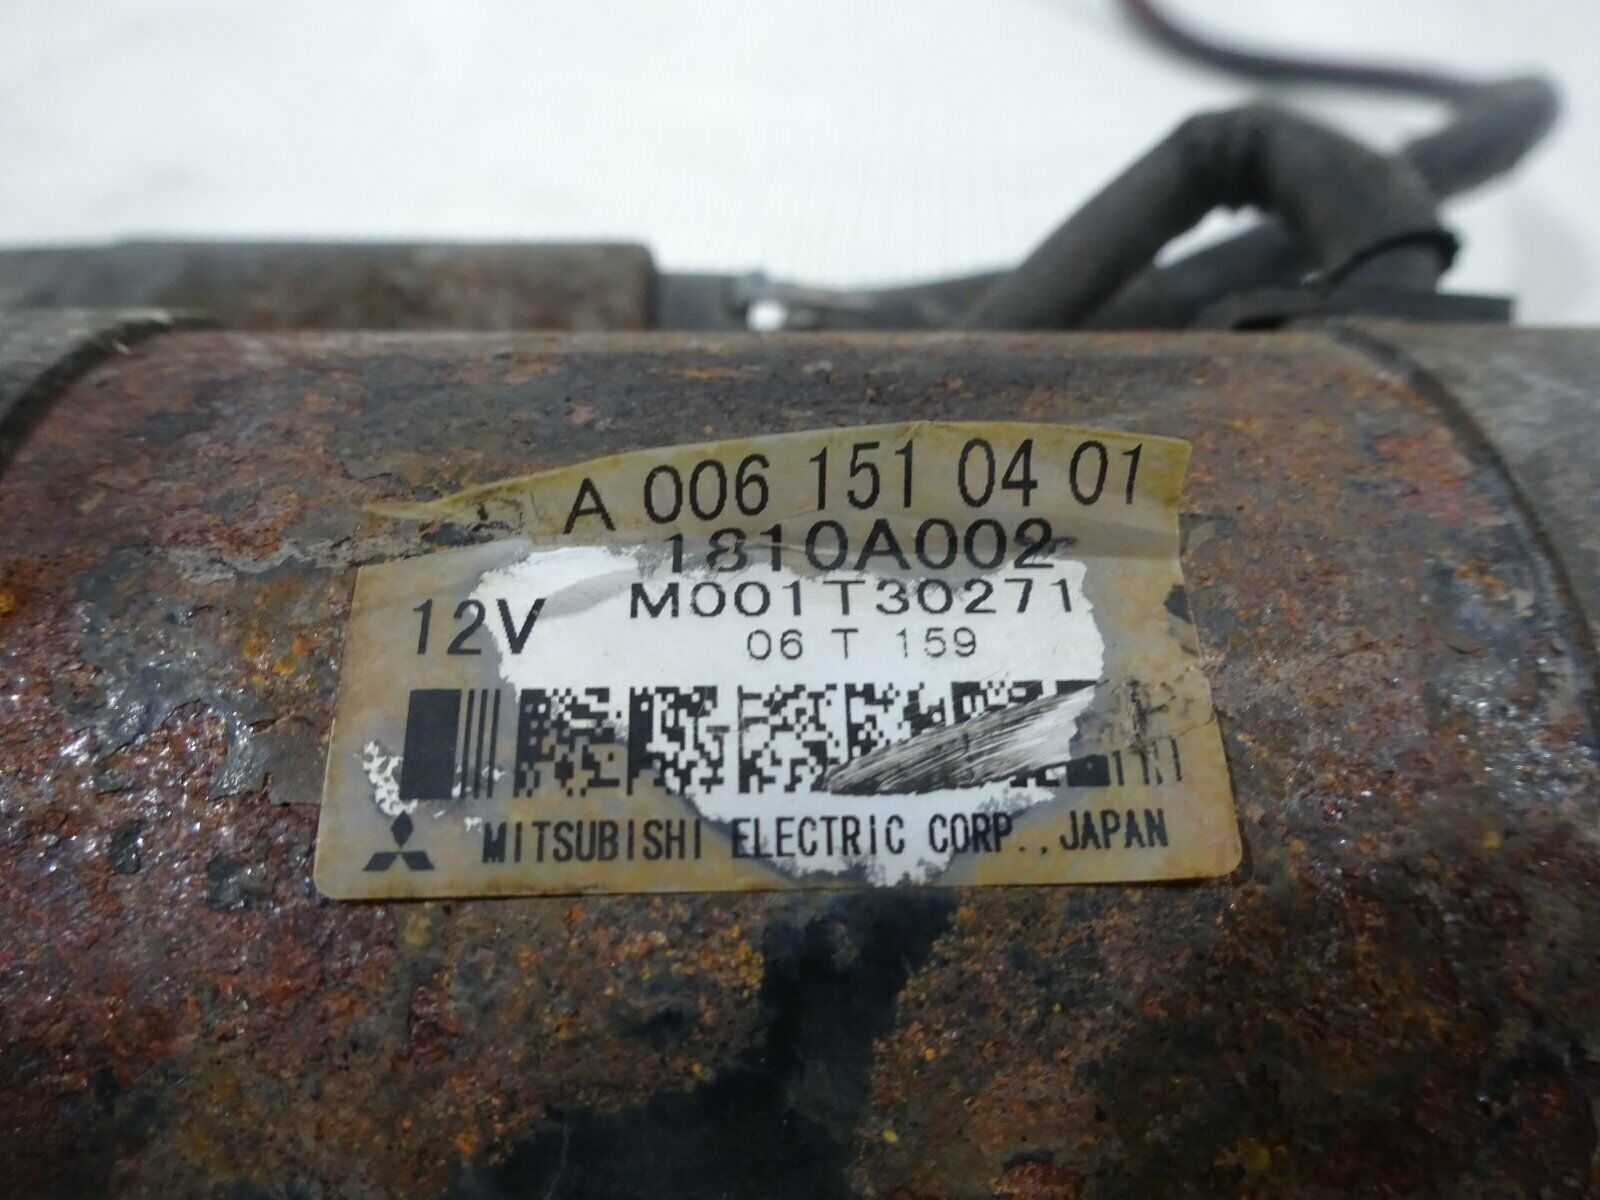 A 006 151 04 01
1810A002
12V M001T30271
06 T 159
MITSUBISHI ELECTRIC CORP., JAPAN